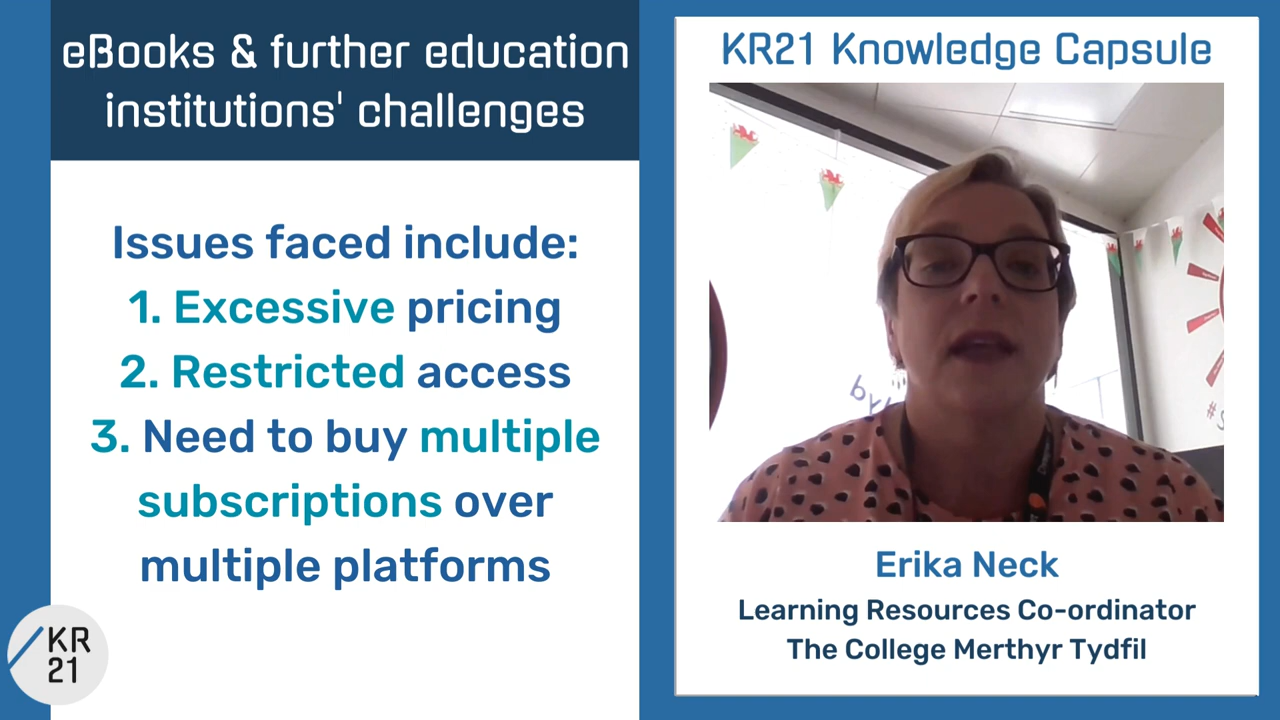 eBooks & further education
institutions' challenges
Issues faced include:
1. Excessive pricing
2. Restricted access
3. Need to buy multiple
subscriptions over
multiple platforms
KR
21
KR21 Knowledge Capsule
Erika Neck
Learning Resources Co-ordinator
The College Merthyr Tydfil